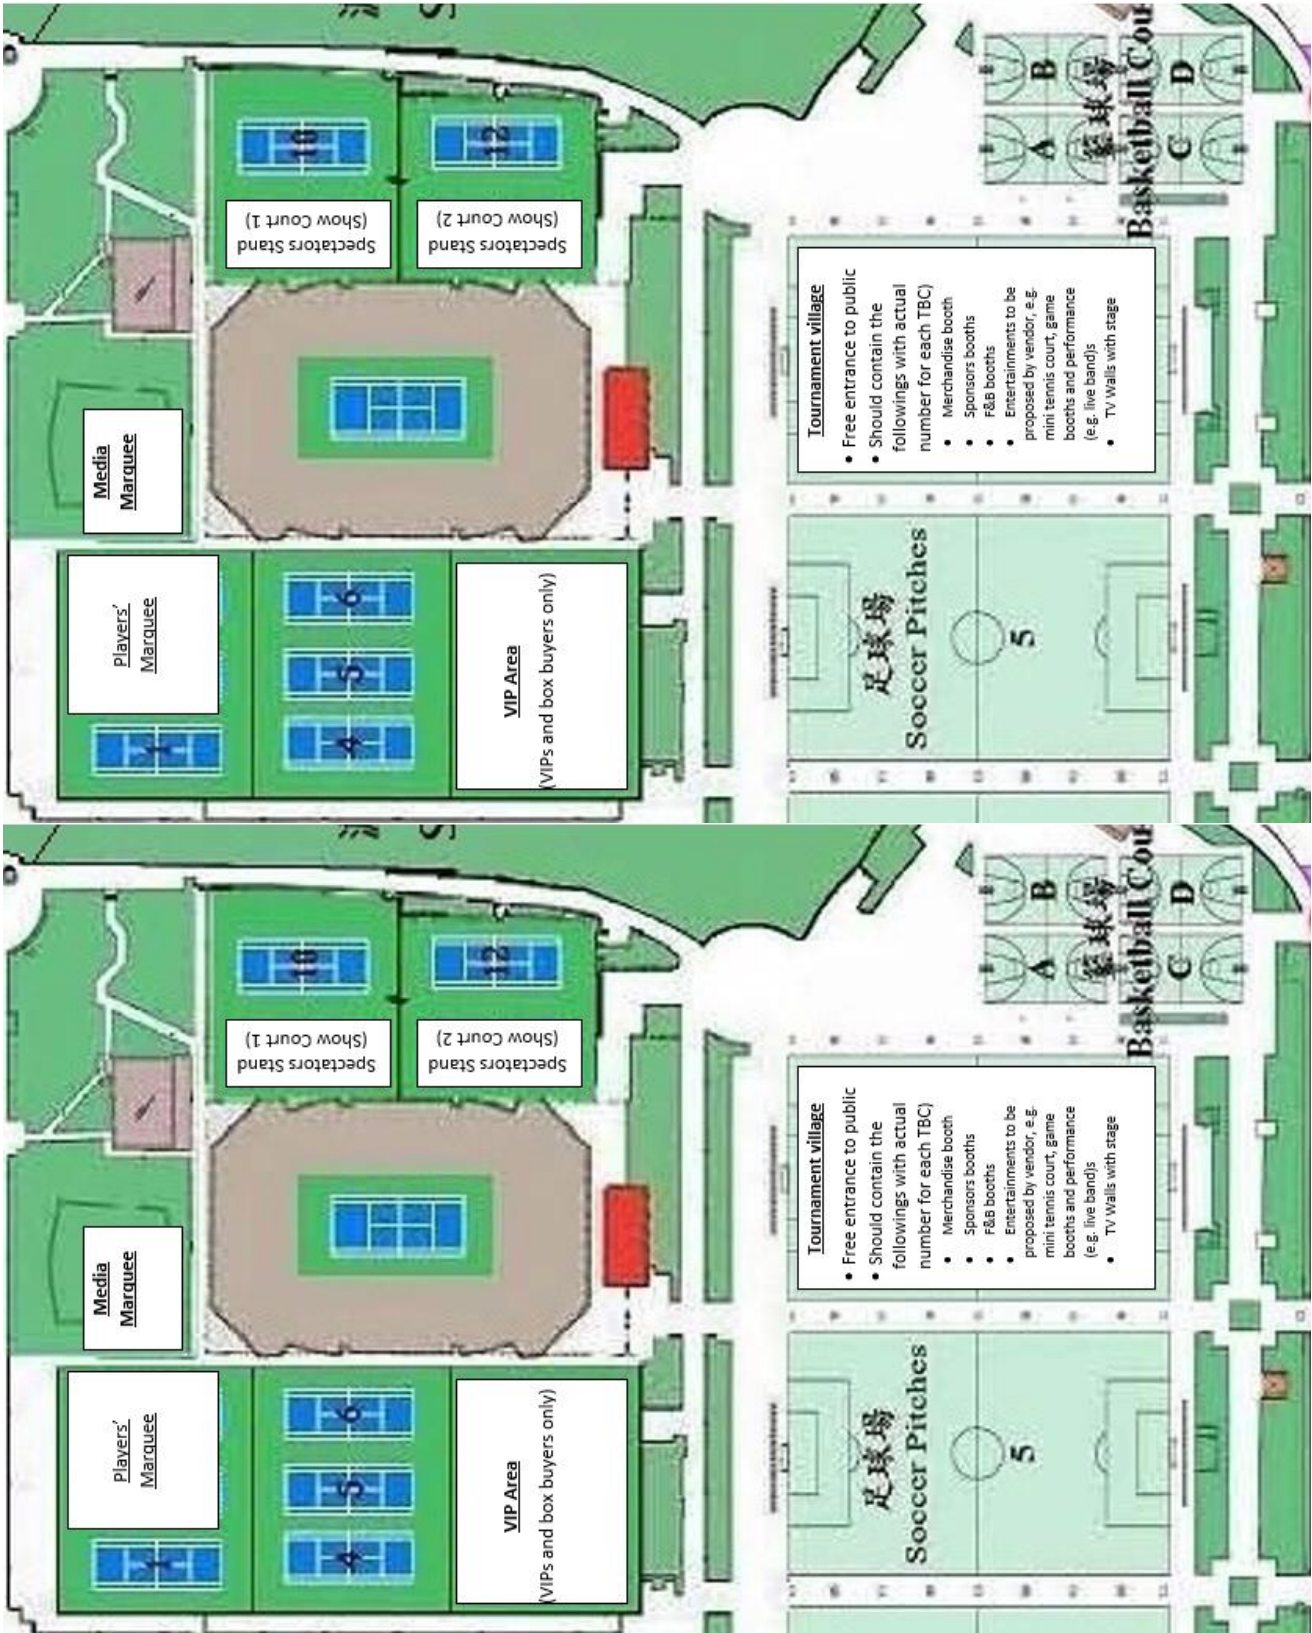 10
12
Spectators Stand
(Show Court 1)
Spectators Stand
(Show Court 2)
Media
Marquee
Players'
Marquee
1
6
5
4
VIP Area
(VIPs and box buyers only)
B
D
A
C
籃球場
Basketball Cou
Tournament village
• Free entrance to public
• Should contain the
followings with actual
number for each TBC)
• Merchandise booth
• Sponsors booths
• F&B booths
• Entertainments to be
proposed by vendor, e.g.
mini tennis court, game
booths and performance
(e.g. live band)s
• TV Walls with stage
足球場
Soccer Pitches
5
10
12
Spectators Stand
(Show Court 1)
Spectators Stand
(Show Court 2)
Media
Marquee
Players'
Marquee
1
6
5
4
VIP Area
(VIPs and box buyers only)
B
D
A
C
籃球場
Basketball Cou
Tournament village
• Free entrance to public
• Should contain the
followings with actual
number for each TBC)
• Merchandise booth
• Sponsors booths
• F&B booths
• Entertainments to be
proposed by vendor, e.g.
mini tennis court, game
booths and performance
(e.g. live band)s
• TV Walls with stage
足球場
Soccer Pitches
5